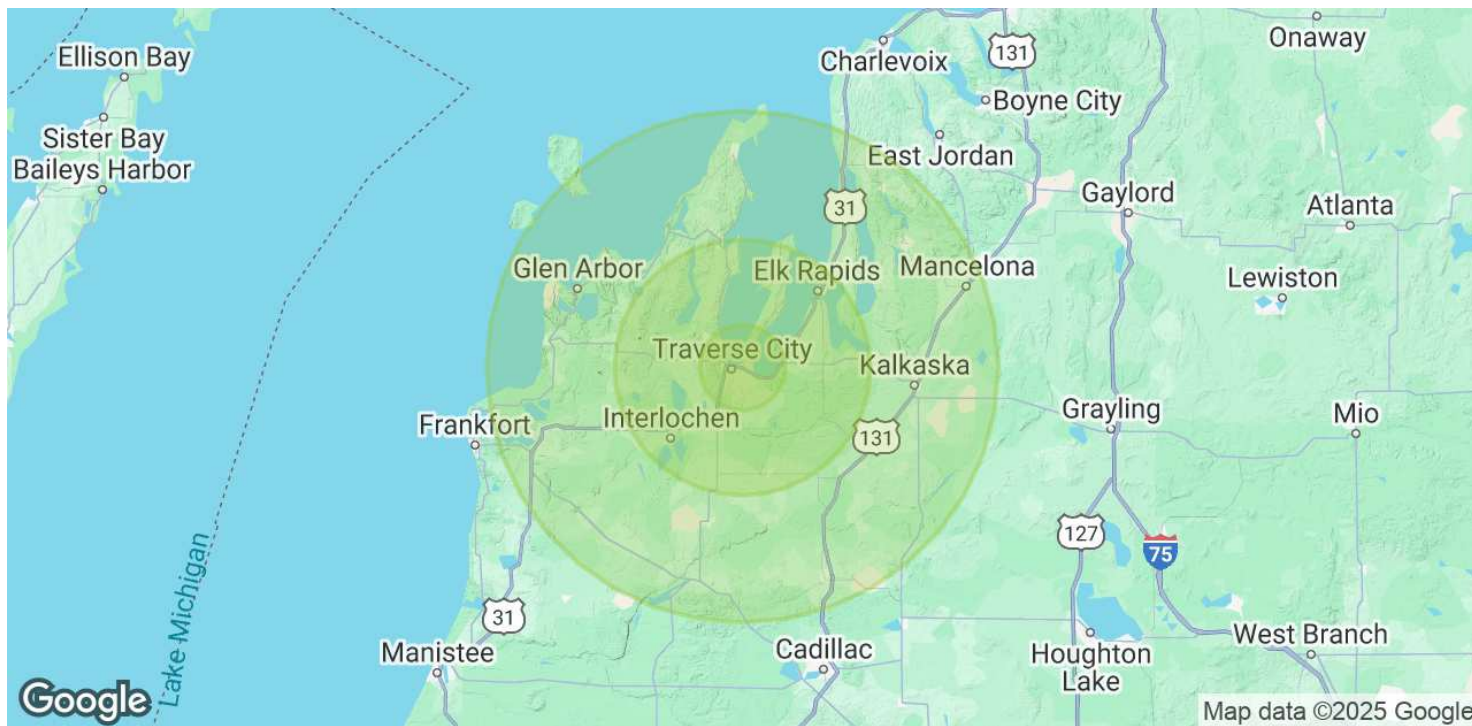 Ellison Bay
Sister Bay
Baileys Harbor
Charlevoix
131
Onaway
Boyne City
East Jordan
31
Gaylord
Atlanta
Glen Arbor
Elk Rapids
Mancelona
Lewiston
Traverse City
Kalkaska
Frankfort
Interlochen
131
Grayling
Mio
127
75
Lake Michigan
31
Manistee
Cadillac
Houghton
Lake
West Branch
Google
Map data ©2025 Google